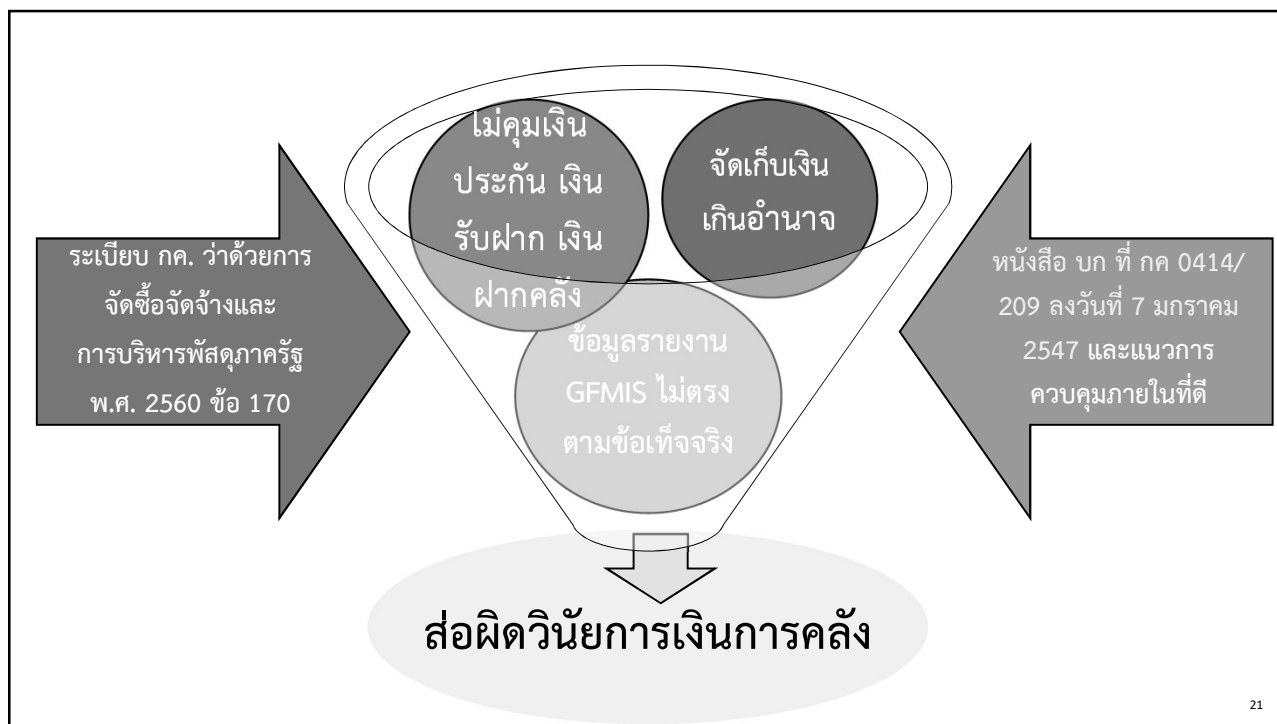 ไม่คุมเงิน
ประกัน เงิน
รับฝาก เงิน
ฝากคลัง
จัดเก็บเงิน
เกินอำนาจ
ข้อมูลรายงาน
GFMIS ไม่ตรง
ตามข้อเท็จจริง
ระเบียบ กค. ว่าด้วยการ
จัดซื้อจัดจ้างและ
การบริหารพัสดุภาครัฐ
พ.ศ. 2560 ข้อ 170
หนังสือ บก ที่ กค 0414/
209 ลงวันที่ 7 มกราคม
2547 และแนวการ
ควบคุมภายในที่ดี
ส่อผิดวินัยการเงินการคลัง
21